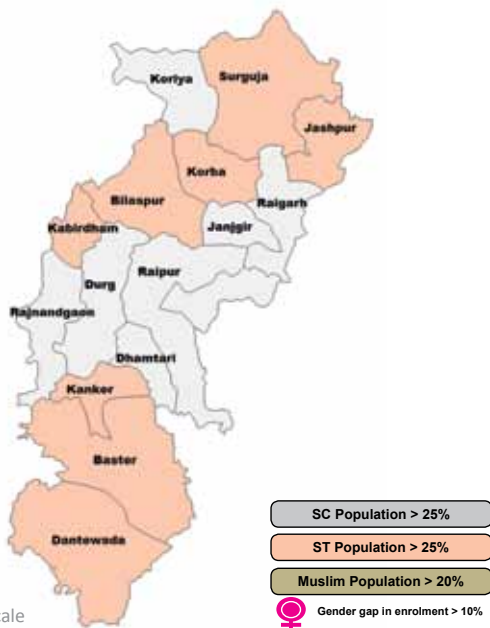 Koriya
Surguja
Jashpur
Korba
Bilaspur
Raigarh
Kabirdham
Janjgir
Durg
Raipur
Rajnandgaon
Dhamtari
Kanker
Baster
Dantewada
SC Population > 25%
ST Population > 25%
Muslim Population > 20%
Gender gap in enrolment > 10%
cale